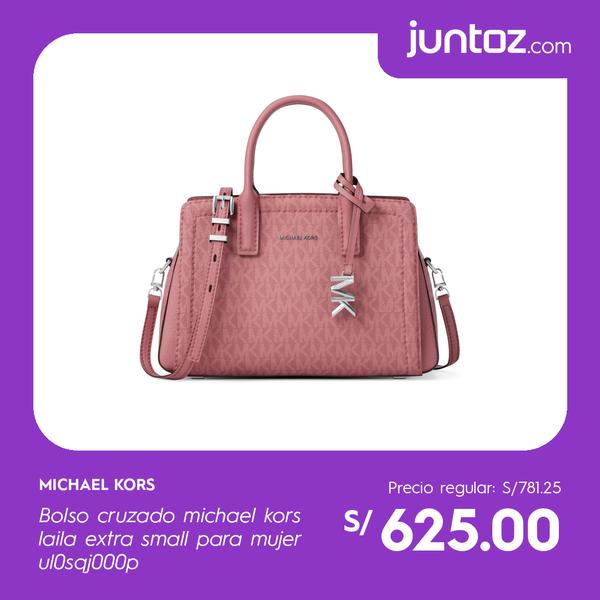 juntoz.com
MICHAEL KORS
MK
MICHAEL KORS
Bolso cruzado michael kors
laila extra small para mujer
ul0sqj000p
Precio regular: S/781.25
S/ 625.00